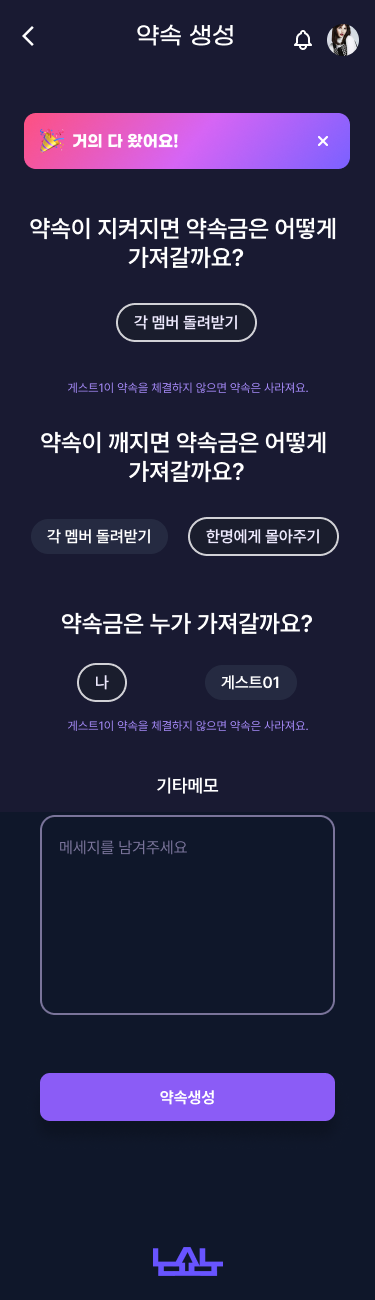 약속 생성
🎉 거의 다 왔어요!
약속이 지켜지면 약속금은 어떻게
가져갈까요?
각 멤버 돌려받기
게스트1이 약속을 체결하지 않으면 약속은 사라져요.
약속이 깨지면 약속금은 어떻게
가져갈까요?
각 멤버 돌려받기
한명에게 몰아주기
약속금은 누가 가져갈까요?
나
게스트01
게스트1이 약속을 체결하지 않으면 약속은 사라져요.
기타메모
메세지를 남겨주세요
약속생성